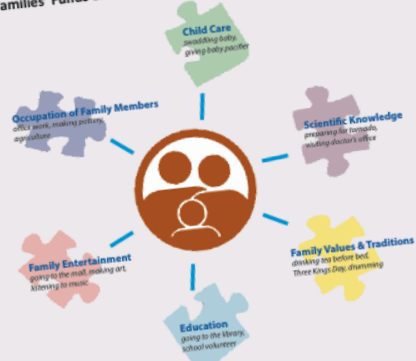 amilies' Funds
Child Care
swaddling baby,
giving baby pacifier
Occupation of Family Members
office work, making pottery,
agriculture
Scientific Knowledge
preparing for tornado,
visiting doctor's office
Family Entertainment
going to the mall, making art,
listening to music
Family Values & Traditions
drinking tea before bed,
Three Kings Day, drumming
Education
going to the library,
school volunteer